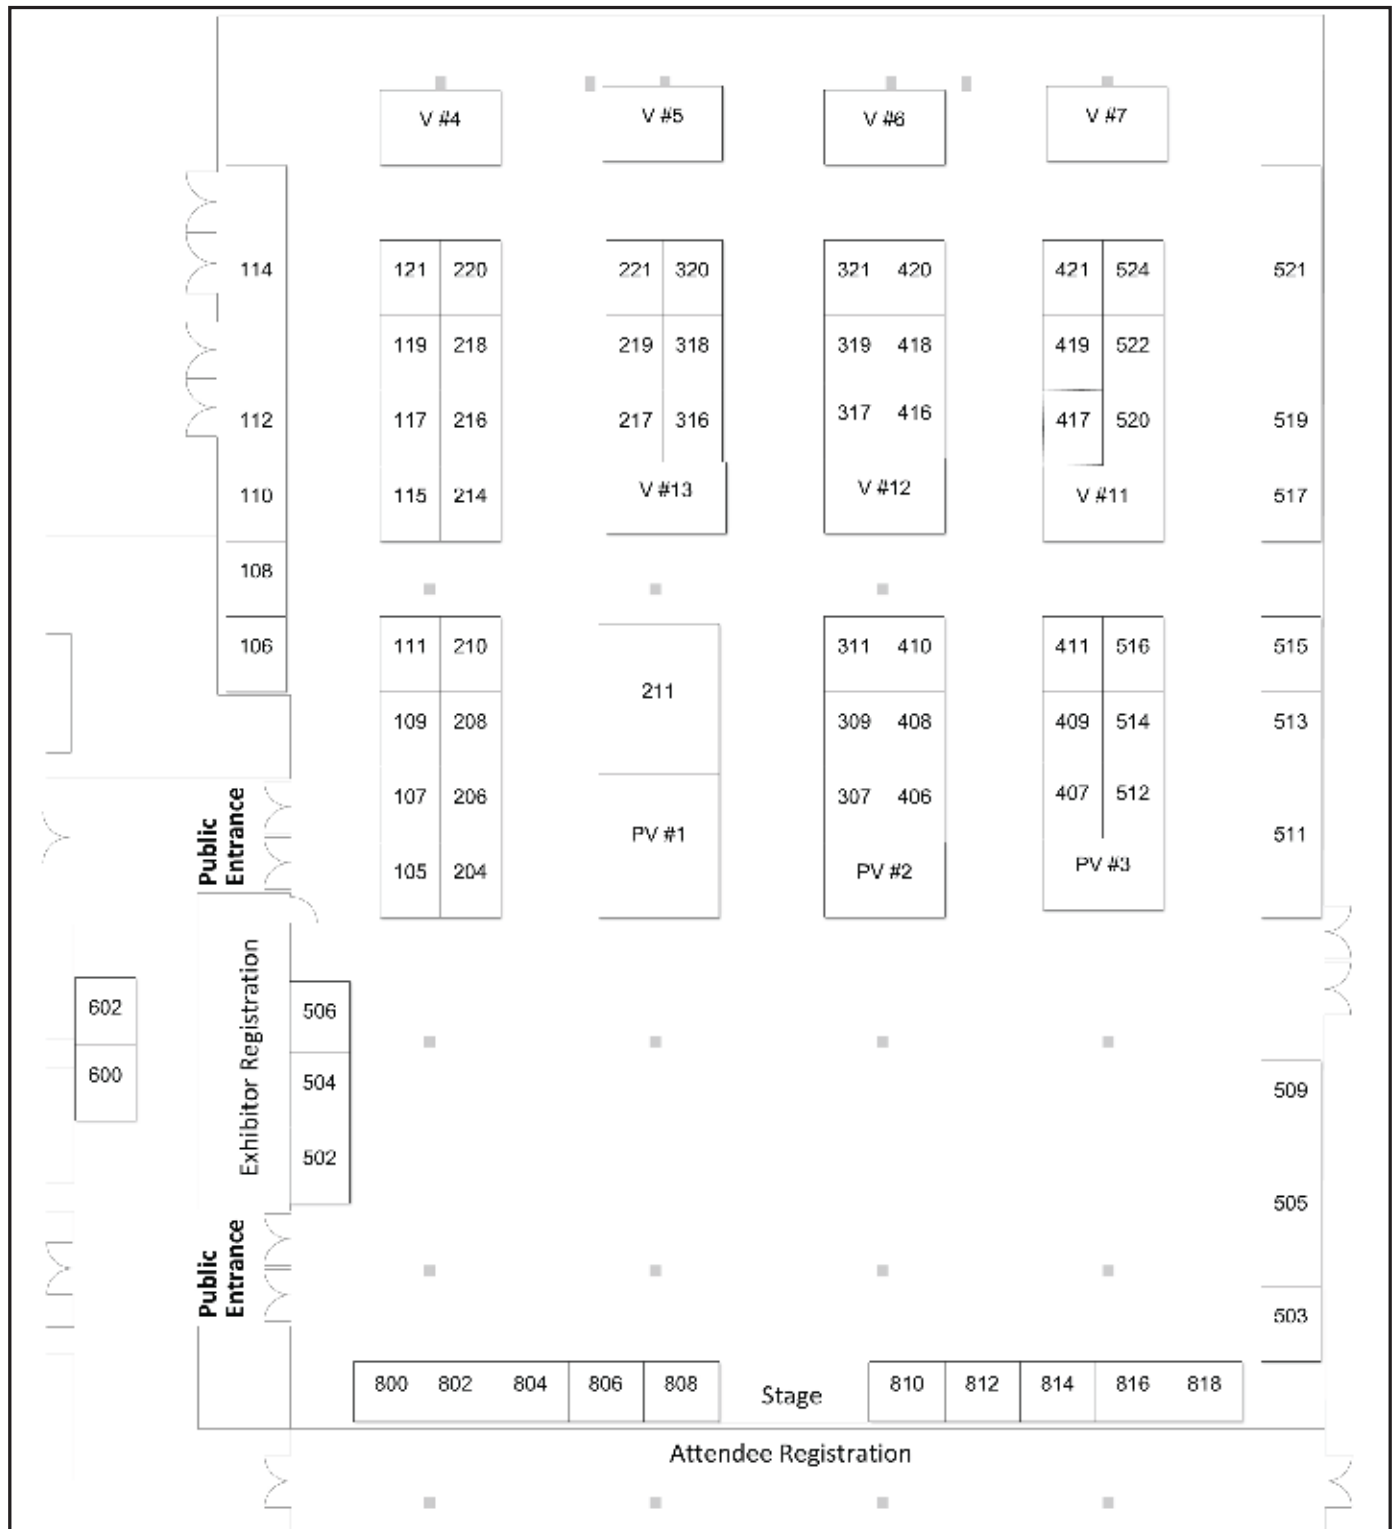 V #4 V #5 V #6 V #7
114 121 220 221 320 321 420 421 524 521
119 218 219 318 319 418 419 522
112 117 216 217 316 317 416 417 520 519
110 115 214 V #13 V #12 V #11 517
108
106 111 210 211 311 410 411 516 515
109 208 309 408 409 514 513
107 206 307 406 407 512
Public
Entrance
PV #1 511
105 204 PV #2 PV #3
Exhibitor Registration
602 506
600 504 509
502
505
Public
Entrance
503
800 802 804 806 808 Stage 810 812 814 816 818
Attendee Registration